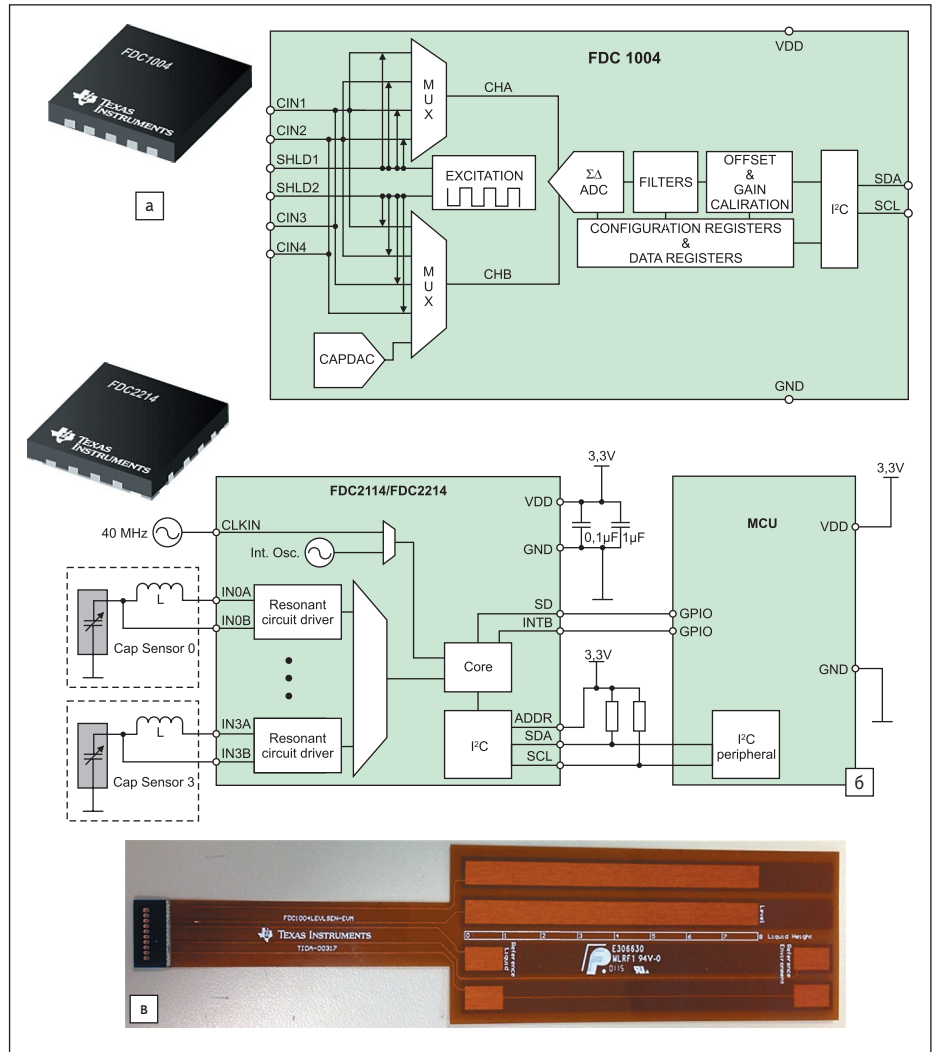 FDC1004
TEXAS
INSTRUMENTS
а
FDC 1004
VDD
CIN1
CIN2
SHLD1
SHLD2
CIN3
CIN4
MUX
CHA
EXCITATION
MUX
CHB
CAPDAC
ΣΔ
ADC
FILTERS
OFFSET
&
GAIN
CALIRATION
CONFIGURATION REGISTERS
&
DATA REGISTERS
I²C
SDA
SCL
GND
FDC2214
TEXAS
INSTRUMENTS
FDC2114/FDC2214
40 MHz
CLKIN
Int. Osc.
L
Cap Sensor 0
IN0A
IN0B
Resonant
circuit driver
L
Cap Sensor 3
IN3A
IN3B
Resonant
circuit driver
Core
I²C
VDD
GND
3,3V
0,1µF
1µF
SD
INTB
3,3V
ADDR
SDA
SCL
MCU
3,3V
VDD
GPIO
GPIO
GND
I²C
peripheral
б
FDC1004LEVLSEN-EVM
TEXAS INSTRUMENTS
TIDA-00317
Level
0 1 2 3 4 5 6 7 8 Liquid Height
Reference
Liquid
E306630
MLRF1 94V-0
0115
Reference
Environment
в